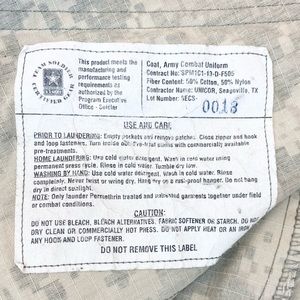 TEAM SOLDIER
CERTIFIED GEAR
This product meets the
manufacturing and
performance testing
requirements as
authorized by the
Program Executive
Office - Soldier
Coat, Army Combat Uniform
Contract No: SPM1C1-13-D-F505
Fiber Content: 50% Cotton, 50% Nylon
Contractor Name: UNICOR, Seagoville, TX
Lot Number: SECS-
0013
USE AND CARE
PRIOR TO LAUNDERING: Empty pockets and remove patches. Close zipper and hook
and loop fasteners. Turn inside out. Pre-treat stains with commercially available
pre-treatments.
HOME LAUNDERING: Use cold water detergent. Wash in cold water using
permanent press cycle. Rinse in cold water. Tumble dry low.
WASHING BY HAND: Use cold water detergent. Wash in cold water. Rinse
completely. Never twist or wring dry. Hang dry on a rust-proof hanger. Do not hang
dry in direct sunlight.
NOTE: Only launder Permethrin treated and untreated garments together under field
or combat conditions.
CAUTION:
DO NOT USE BLEACH, BLEACH ALTERNATIVES, FABRIC SOFTENER OR STARCH. DO NOT
DRY CLEAN OR COMMERCIALLY HOT PRESS. DO NOT APPLY HEAT OR AN IRON
ANY HOOK AND LOOP FASTENER.
DO NOT REMOVE THIS LABEL